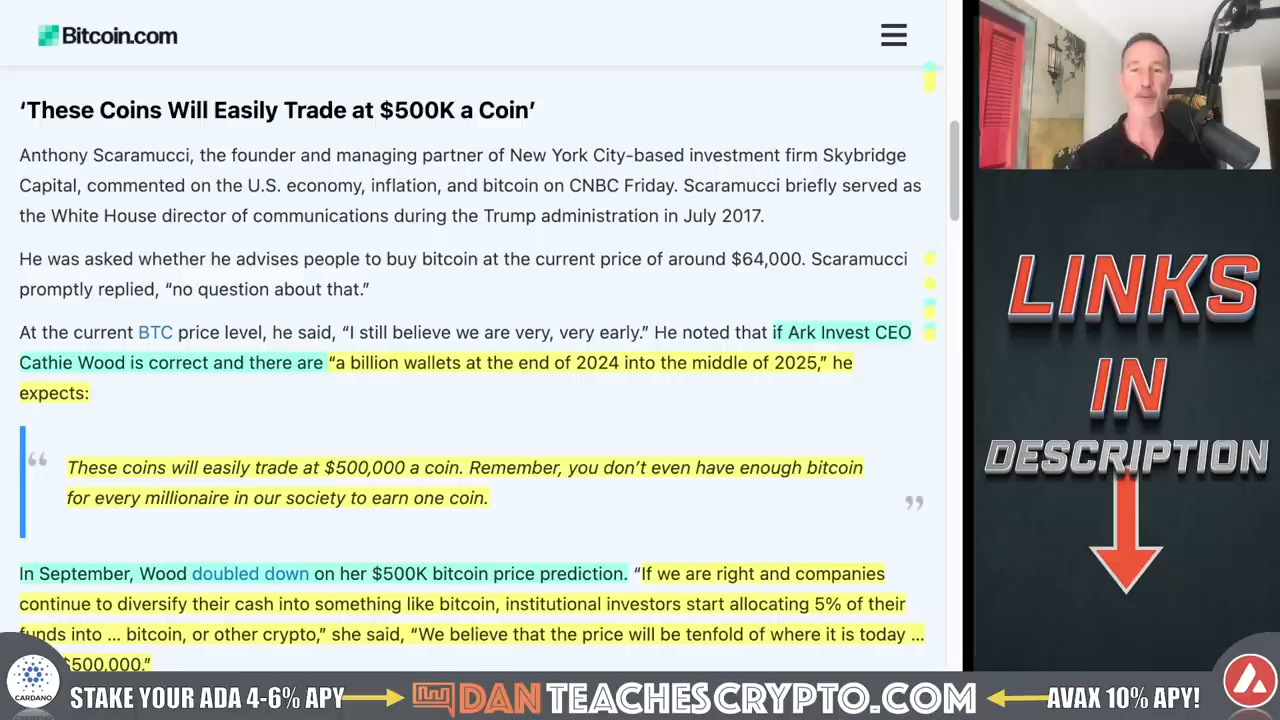 Bitcoin.com
‘These Coins Will Easily Trade at $500K a Coin’
Anthony Scaramucci, the founder and managing partner of New York City-based investment firm Skybridge
Capital, commented on the U.S. economy, inflation, and bitcoin on CNBC Friday. Scaramucci briefly served as
the White House director of communications during the Trump administration in July 2017.
He was asked whether he advises people to buy bitcoin at the current price of around $64,000. Scaramucci
promptly replied, “no question about that.”
At the current BTC price level, he said, “I still believe we are very, very early.” He noted that if Ark Invest CEO
Cathie Wood is correct and there are “a billion wallets at the end of 2024 into the middle of 2025,” he
expects:
“ These coins will easily trade at $500,000 a coin. Remember, you don’t even have enough bitcoin
for every millionaire in our society to earn one coin. ”
In September, Wood doubled down on her $500K bitcoin price prediction. “If we are right and companies
continue to diversify their cash into something like bitcoin, institutional investors start allocating 5% of their
funds into ... bitcoin, or other crypto,” she said, “We believe that the price will be tenfold of where it is today ...
$500,000.”
LINKS
IN
DESCRIPTION
CARDANO
STAKE YOUR ADA 4-6% APY
DANTEACHESCRYPTO.COM
AVAX 10% APY!